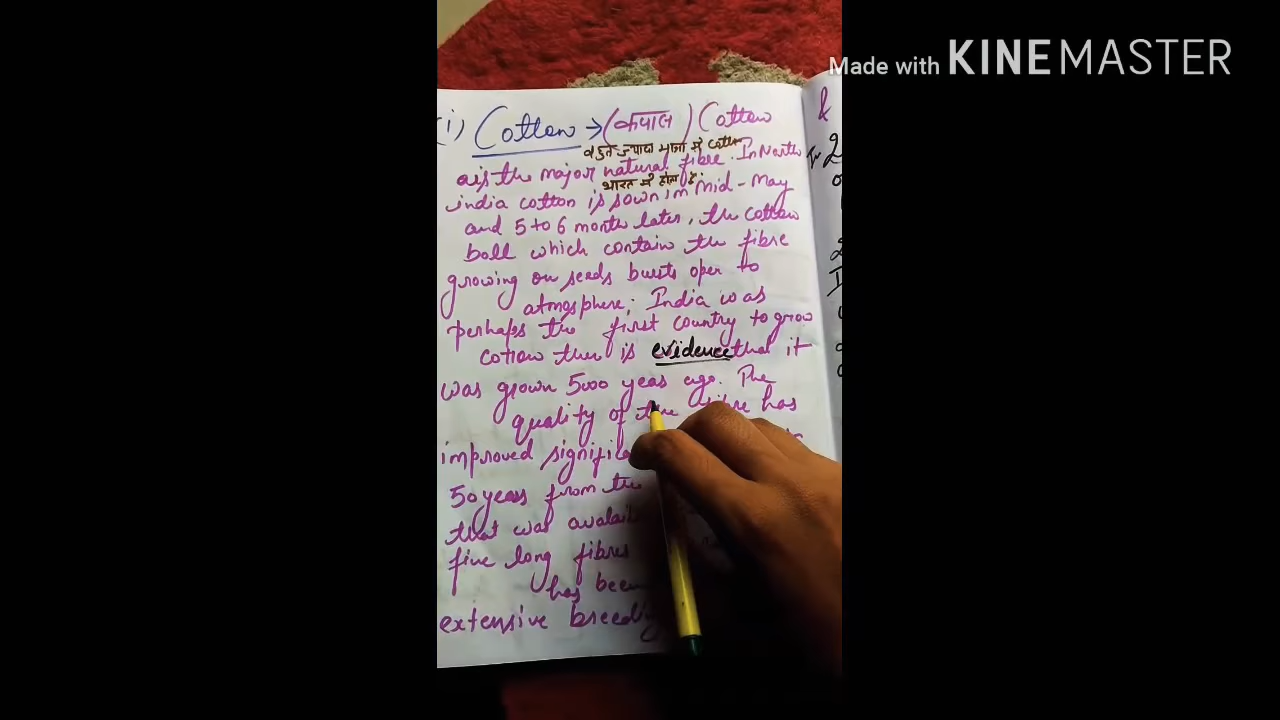 Made with KINEMASTER
(i) Cotton → (कपास) Cotton
बहुत ज्यादा मात्रा में cotton
is the major natural fibre. In North
भारत में होता है.
india cotton is sown in mid-May
and 5 to 6 month later, the cotton
boll which contain the fibre
growing on seeds bursts open to
atmosphere. India was
perhaps the first country to grow
cotton there is evidence that it
was grown 5000 years ago. The
quality of the fibre has
improved
50 years from the
that was
five long fibres
has been
extensive